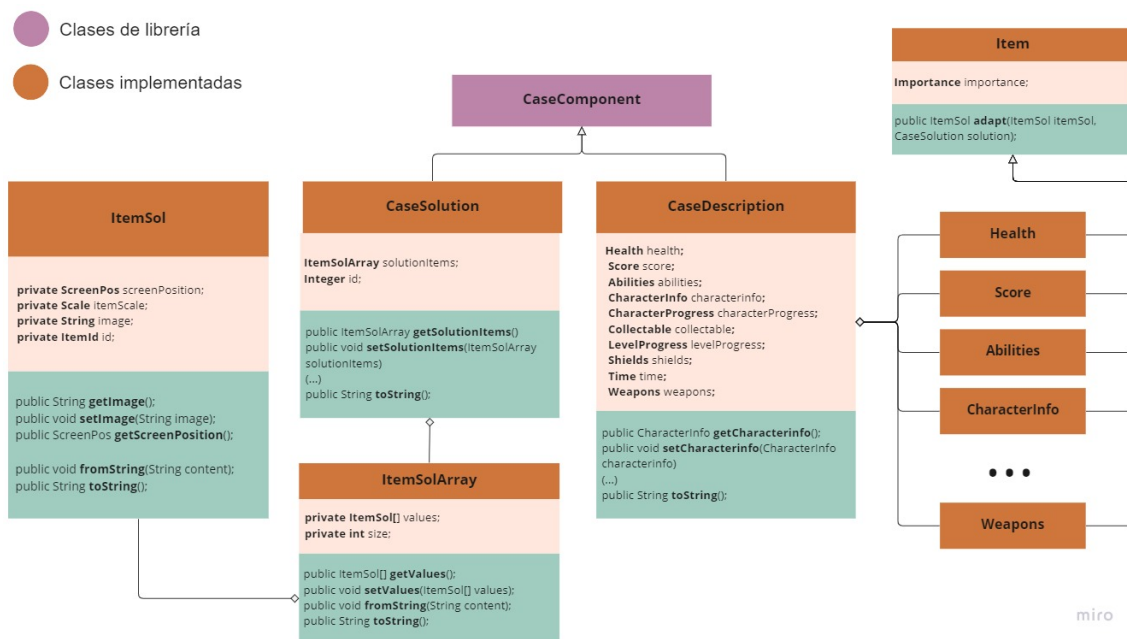 Clases de librería
Clases implementadas
CaseComponent
Item
Importance importance;
public ItemSol adapt(ItemSol itemSol,
CaseSolution solution);
ItemSol
private ScreenPos screenPosition;
private Scale itemScale;
private String image;
private ItemId id;
public String getImage();
public void setImage(String image);
public ScreenPos getScreenPosition();
public void fromString(String content);
public String toString();
CaseSolution
ItemSolArray solutionItems;
Integer id;
public ItemSolArray getSolutionItems()
public void setSolutionItems(ItemSolArray
solutionItems)
(...)
public String toString();
CaseDescription
Health health;
Score score;
Abilities abilities;
CharacterInfo characterinfo;
CharacterProgress characterProgress;
Collectable collectable;
LevelProgress levelProgress;
Shields shields;
Time time;
Weapons weapons;
public CharacterInfo getCharacterinfo();
public void setCharacterinfo(CharacterInfo
characterinfo)
(...)
public String toString();
Health
Score
Abilities
CharacterInfo
• • •
Weapons
ItemSolArray
private ItemSol[] values;
private int size;
public ItemSol[] getValues();
public void setValues(ItemSol[] values);
public void fromString(String content);
public String toString();
miro